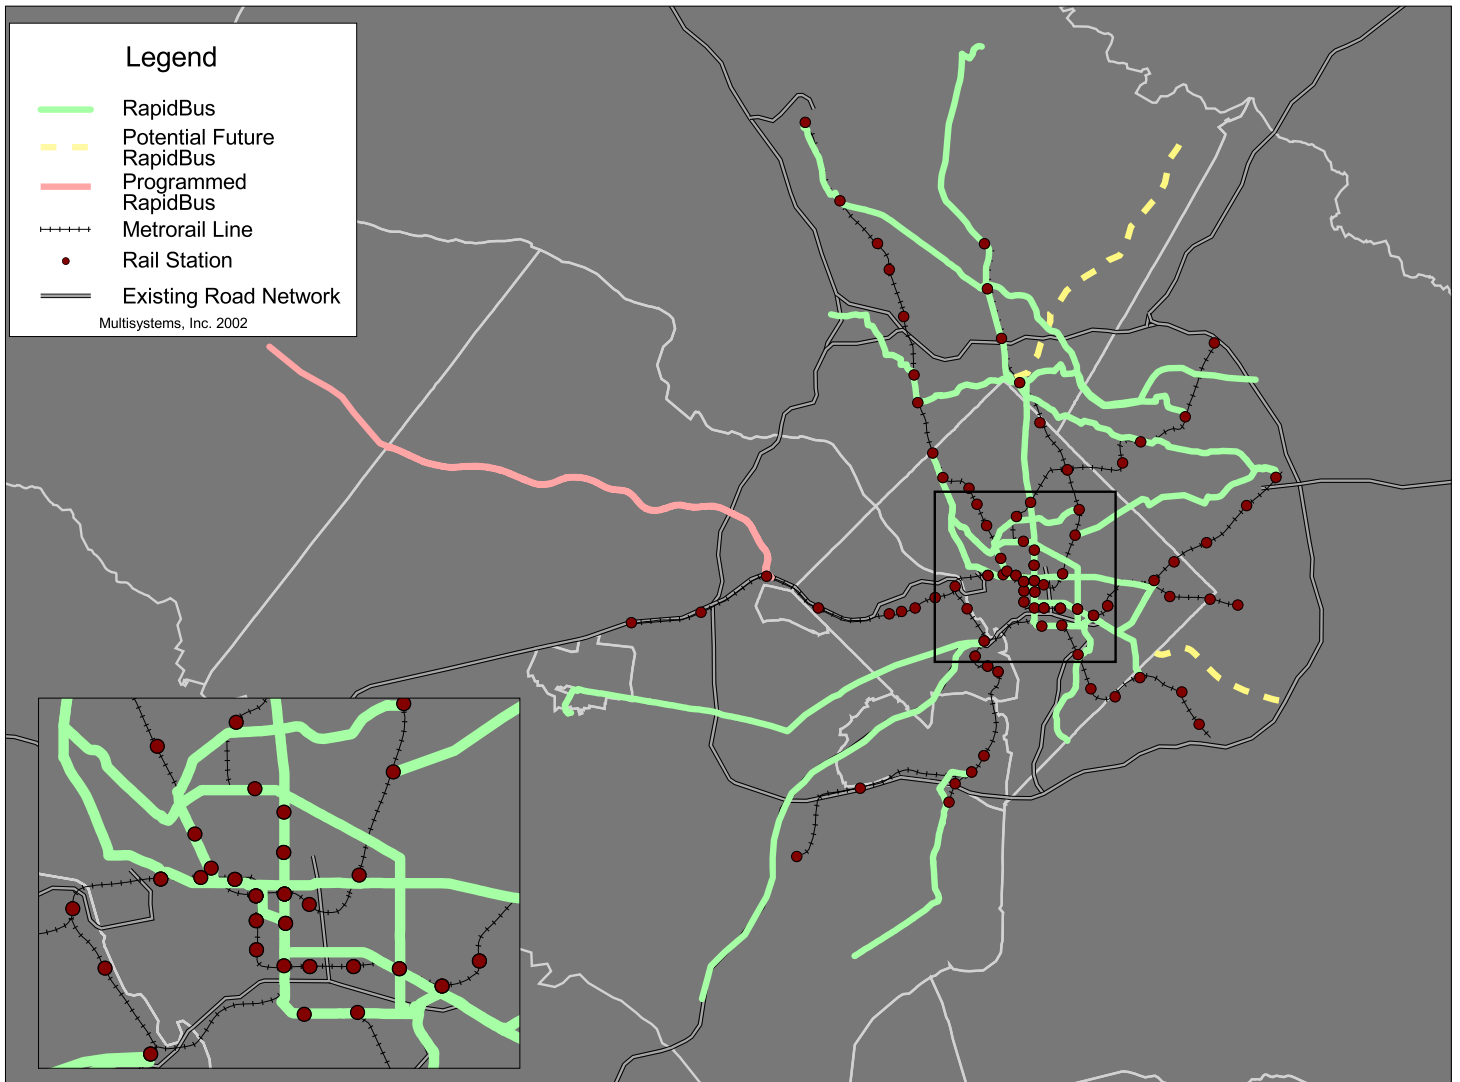 Legend
RapidBus
Potential Future
RapidBus
Programmed
RapidBus
Metrorail Line
Rail Station
Existing Road Network
Multisystems, Inc. 2002